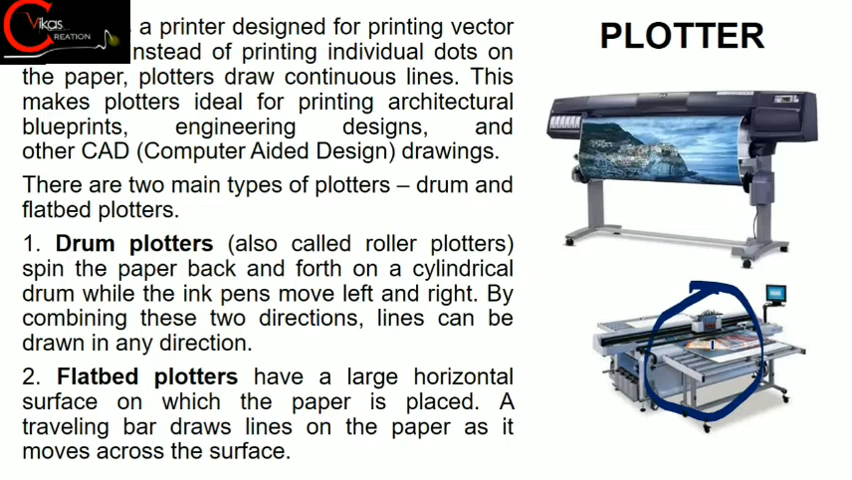 Vikas
CREATION
PLOTTER
a printer designed for printing vector
nstead of printing individual dots on
the paper, plotters draw continuous lines. This
makes plotters ideal for printing architectural
blueprints, engineering designs, and
other CAD (Computer Aided Design) drawings.
There are two main types of plotters – drum and
flatbed plotters.
1. Drum plotters (also called roller plotters)
spin the paper back and forth on a cylindrical
drum while the ink pens move left and right. By
combining these two directions, lines can be
drawn in any direction.
2. Flatbed plotters have a large horizontal
surface on which the paper is placed. A
traveling bar draws lines on the paper as it
moves across the surface.